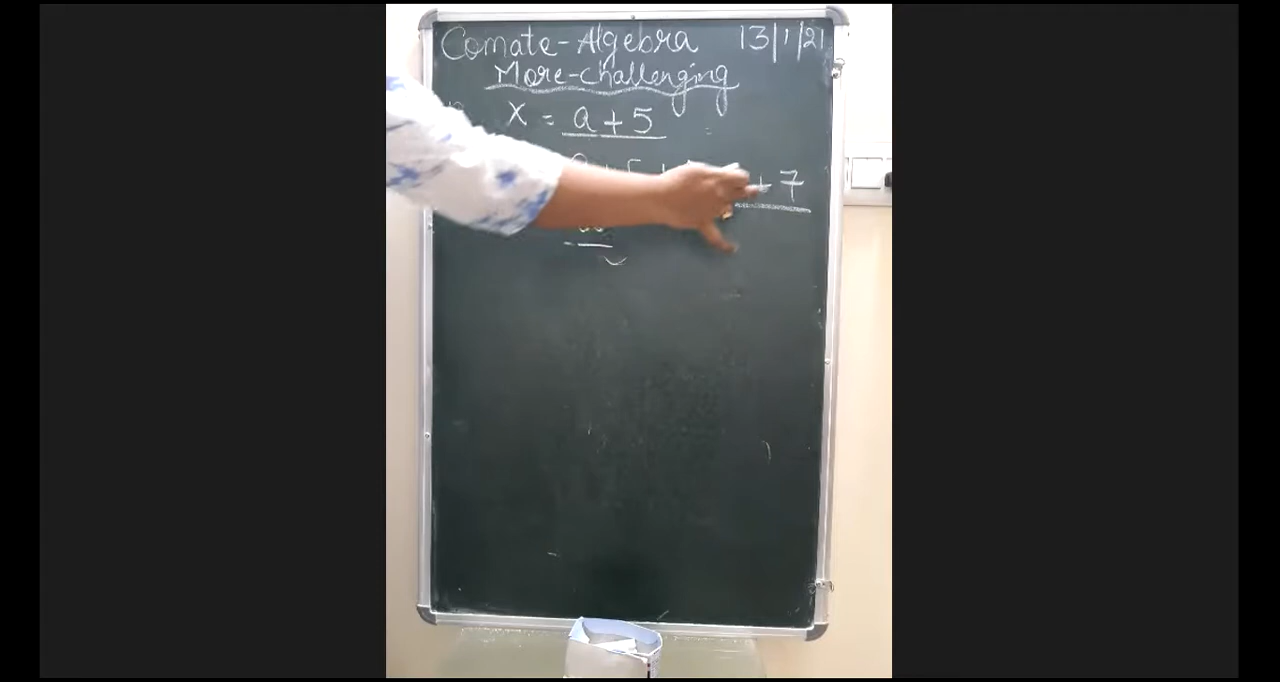 Comate-Algebra 13/1/21
More-challenging
x = a + 5
+ 7